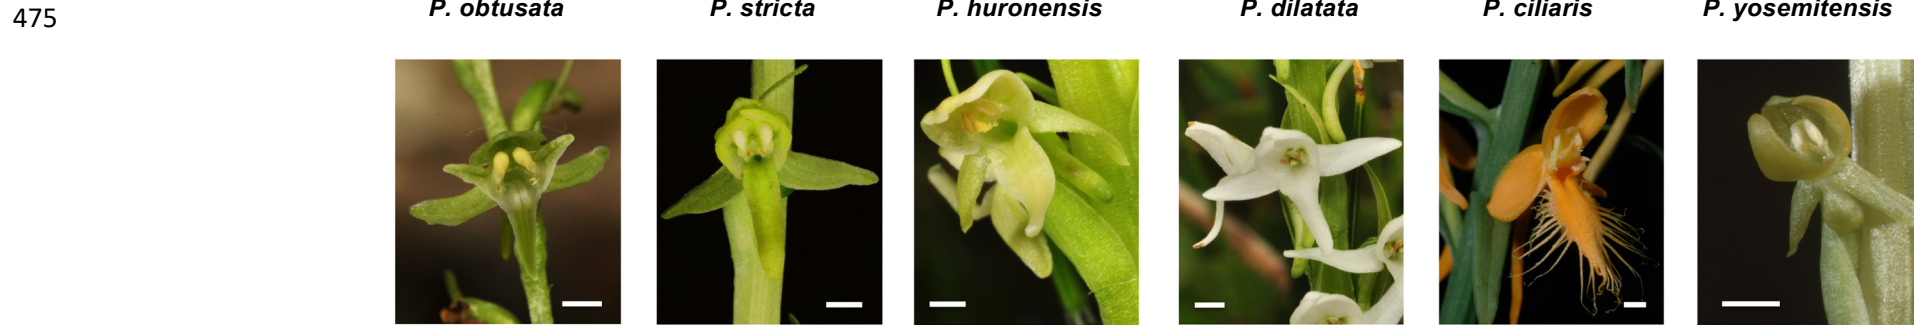 475
P. obtusata P. stricta P. huronensis P. dilatata P. ciliaris P. yosemitensis